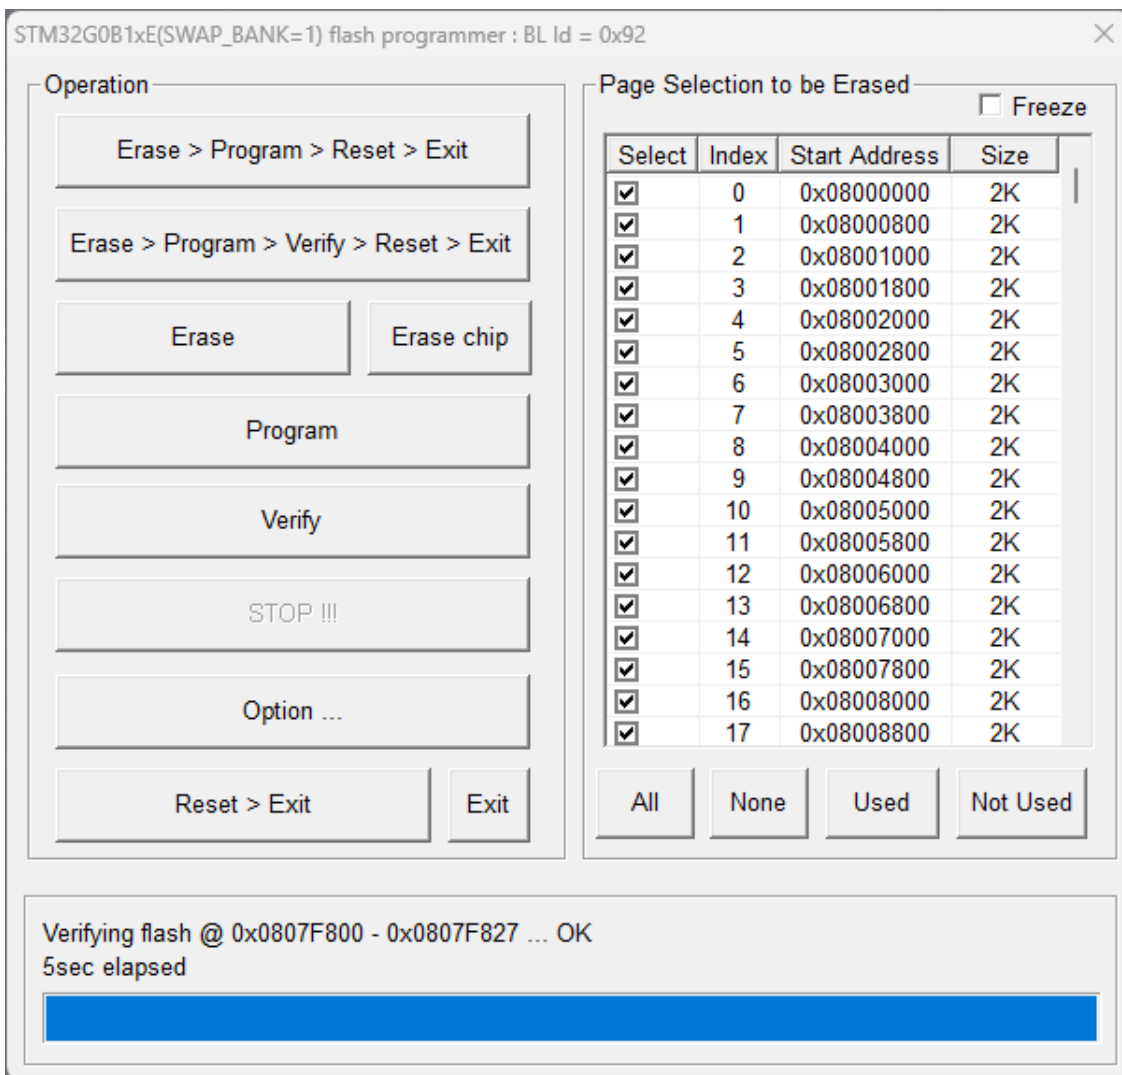 STM32G0B1xE(SWAP_BANK=1) flash programmer : BL Id = 0x92
Operation
Erase > Program > Reset > Exit
Erase > Program > Verify > Reset > Exit
Erase
Erase chip
Program
Verify
STOP !!!
Option ...
Reset > Exit
Exit
Page Selection to be Erased
Freeze
Select Index Start Address Size
0 0x08000000 2K
1 0x08000800 2K
2 0x08001000 2K
3 0x08001800 2K
4 0x08002000 2K
5 0x08002800 2K
6 0x08003000 2K
7 0x08003800 2K
8 0x08004000 2K
9 0x08004800 2K
10 0x08005000 2K
11 0x08005800 2K
12 0x08006000 2K
13 0x08006800 2K
14 0x08007000 2K
15 0x08007800 2K
16 0x08008000 2K
17 0x08008800 2K
All
None
Used
Not Used
Verifying flash @ 0x0807F800 - 0x0807F827 ... OK
5sec elapsed